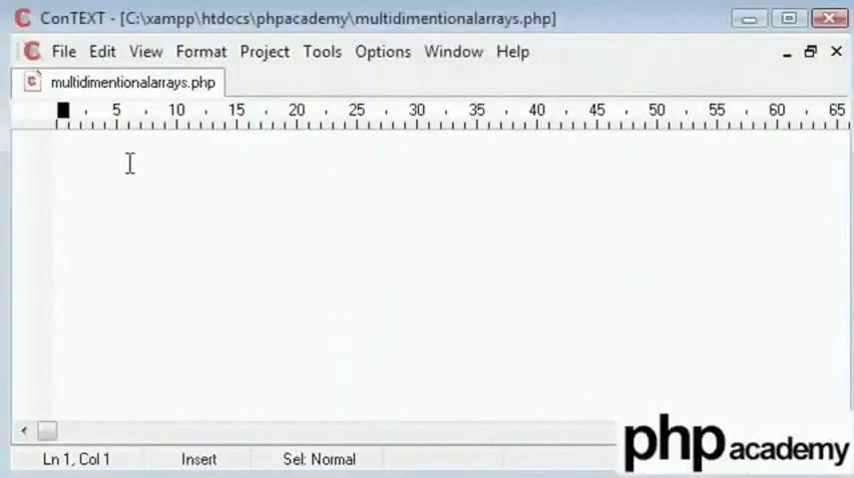 ConTEXT - [C:\xampp\htdocs\phpacademy\multidimentionalarrays.php]
File Edit View Format Project Tools Options Window Help
multidimentionalarrays.php
5 10 15 20 25 30 35 40 45 50 55 60 65
Ln 1, Col 1 Insert Sel: Normal
php academy